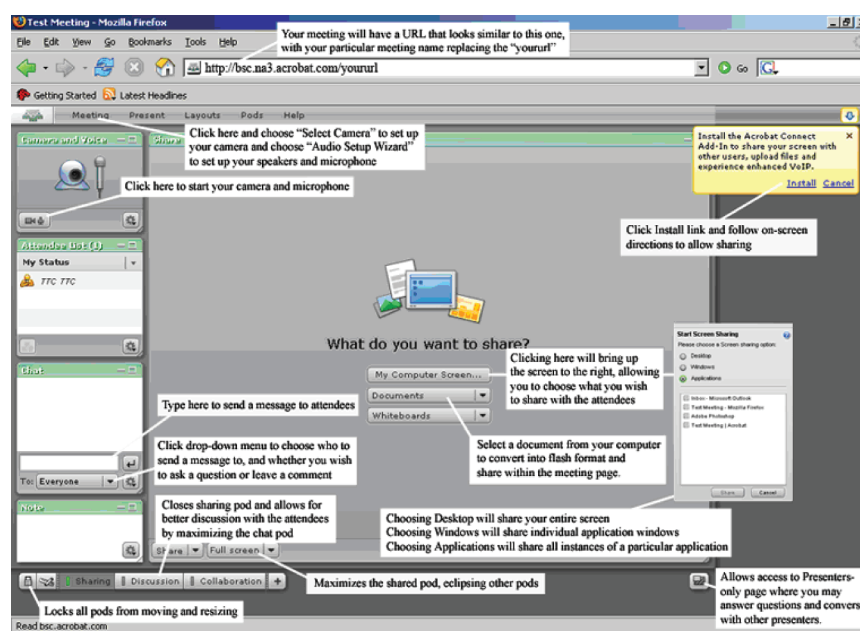 Test Meeting - Mozilla Firefox
File Edit View Go Bookmarks Tools Help
Your meeting will have a URL that looks similar to this one,
with your particular meeting name replacing the "yoururl"
http://bsc.na3.acrobat.com/yoururl
Go
Getting Started Latest Headlines
Meeting Present Layouts Pods Help
Camera and Voice
Share
Click here and choose "Select Camera" to set up
your camera and choose "Audio Setup Wizard"
to set up your speakers and microphone
Install the Acrobat Connect
Add-In to share your screen with
other users, upload files and
experience enhanced VoIP.
Install Cancel
Click here to start your camera and microphone
Click Install link and follow on-screen
directions to allow sharing
Attendee List (1)
My Status
TTC TTC
What do you want to share?
My Computer Screen...
Documents
Whiteboards
Clicking here will bring up
the screen to the right, allowing
you to choose what you wish
to share with the attendees
Start Screen Sharing
Please choose a Screen sharing option:
Desktop
Windows
Applications
Inbox - Microsoft Outlook
Test Meeting - Mozilla Firefox
Adobe Photoshop
Test Meeting | Acrobat
Share Cancel
Chat
Type here to send a message to attendees
Click drop-down menu to choose who to
send a message to, and whether you wish
to ask a question or leave a comment
To: Everyone
Select a document from your computer
to convert into flash format and
share within the meeting page.
Note
Closes sharing pod and allows for
better discussion with the attendees
by maximizing the chat pod
Choosing Desktop will share your entire screen
Choosing Windows will share individual application windows
Choosing Applications will share all instances of a particular application
Share Full screen
Sharing Discussion Collaboration +
Maximizes the shared pod, eclipsing other pods
Allows access to Presenters-
only page where you may
answer questions and convers
with other presenters.
Locks all pods from moving and resizing
Read bsc.acrobat.com